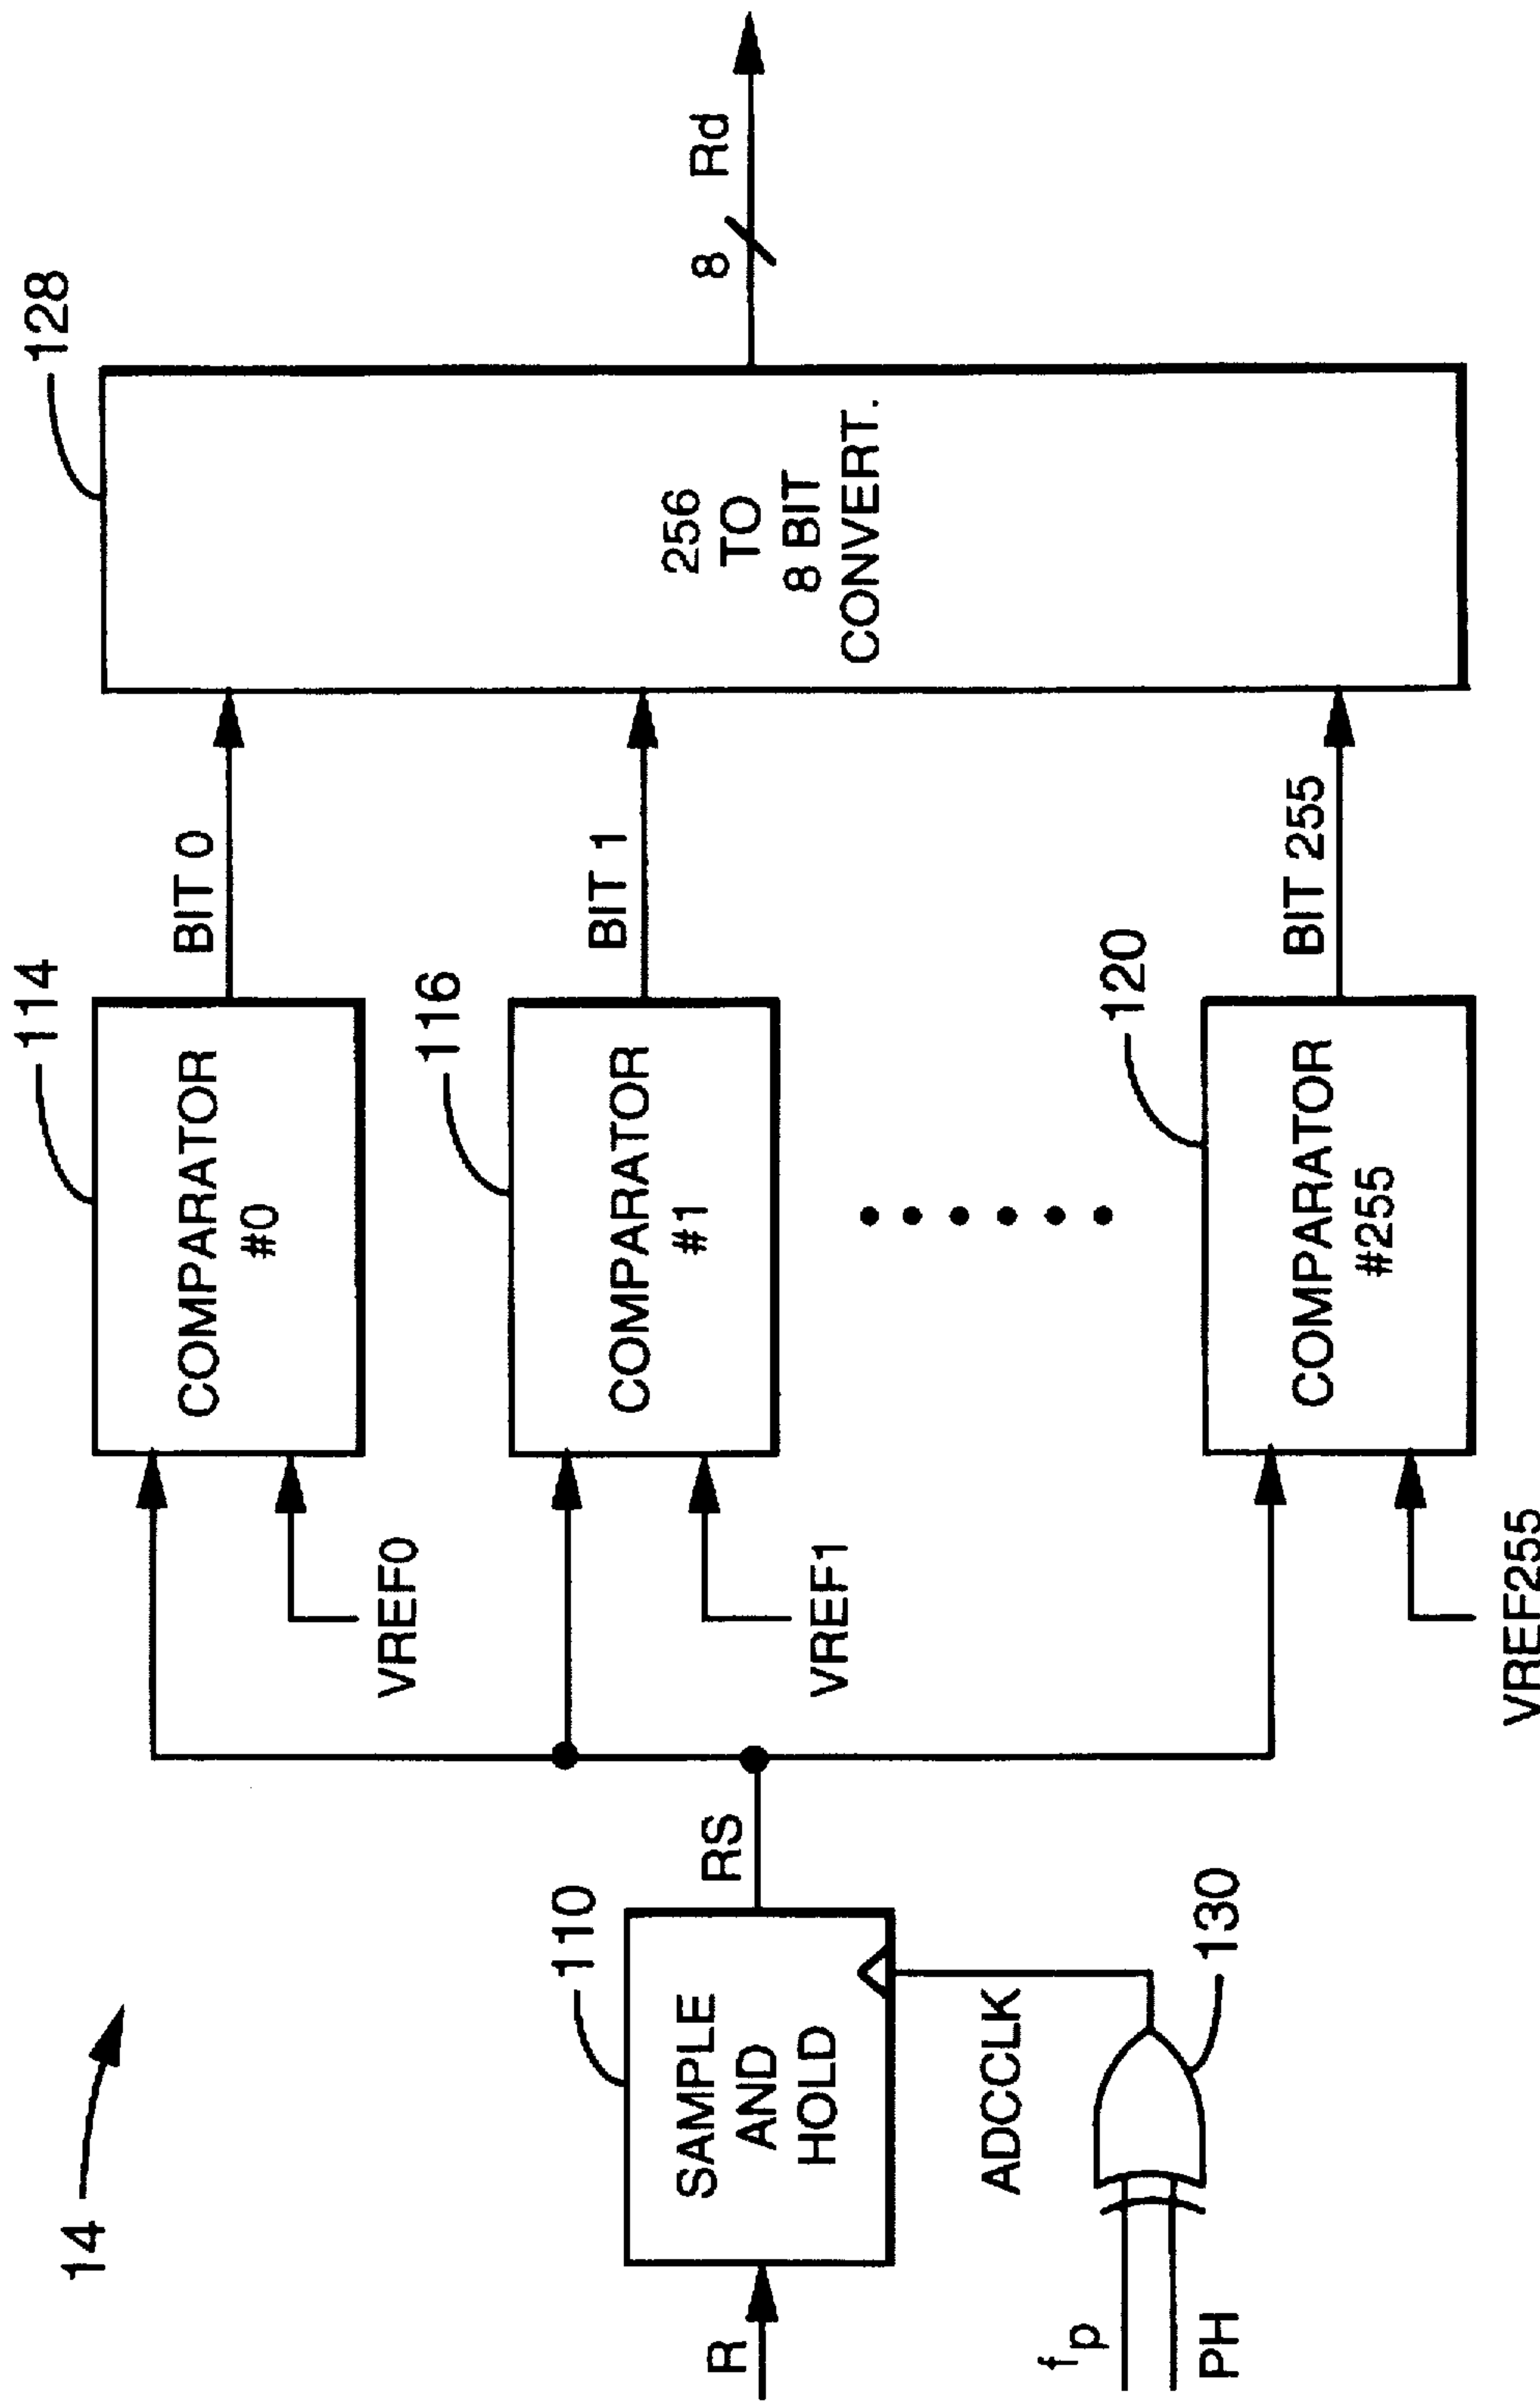 14
R
SAMPLE
AND
HOLD
110
RS
ADCCLK
fp
PH
130
VREF0
VREF1
VREF255
COMPARATOR
#0
114
COMPARATOR
#1
116
COMPARATOR
#255
120
BIT 0
BIT 1
BIT 255
256
TO
8 BIT
CONVERT.
128
8
Rd